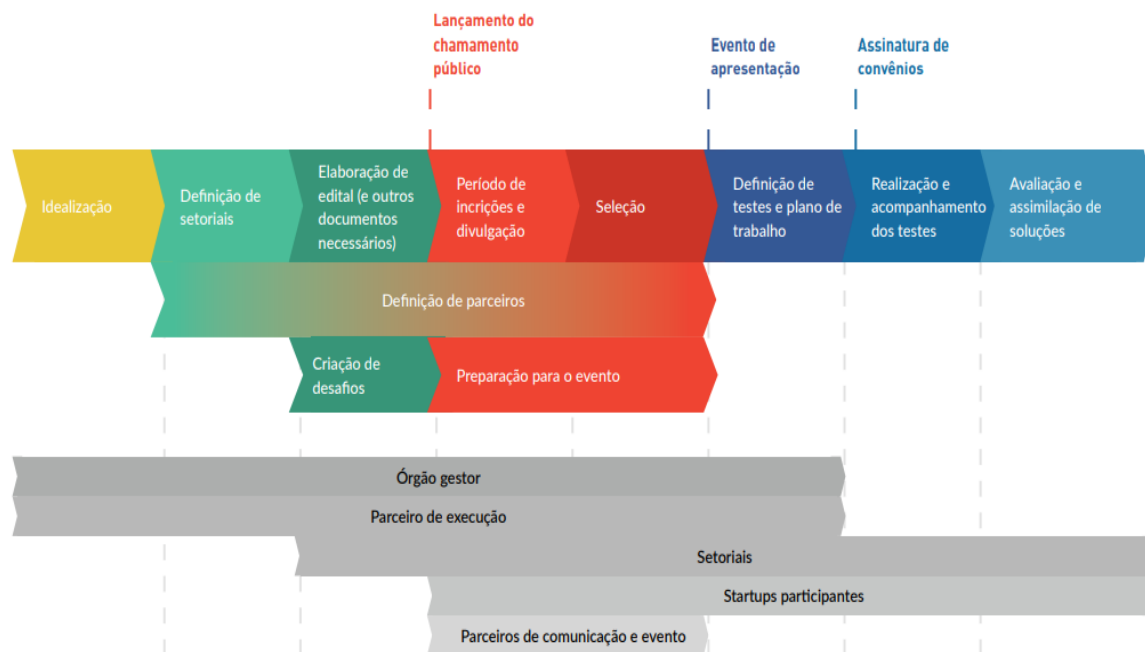 Lançamento do
chamamento
público
Evento de
apresentação
Assinatura de
convênios
Idealização
Definição de
setoriais
Elaboração de
edital (e outros
documentos
necessários)
Período de
incrições e
divulgação
Seleção
Definição de
testes e plano de
trabalho
Realização e
acompanhamento
dos testes
Avaliação e
assimilação de
soluções
Definição de parceiros
Criação de
desafios
Preparação para o evento
Órgão gestor
Parceiro de execução
Setoriais
Startups participantes
Parceiros de comunicação e evento